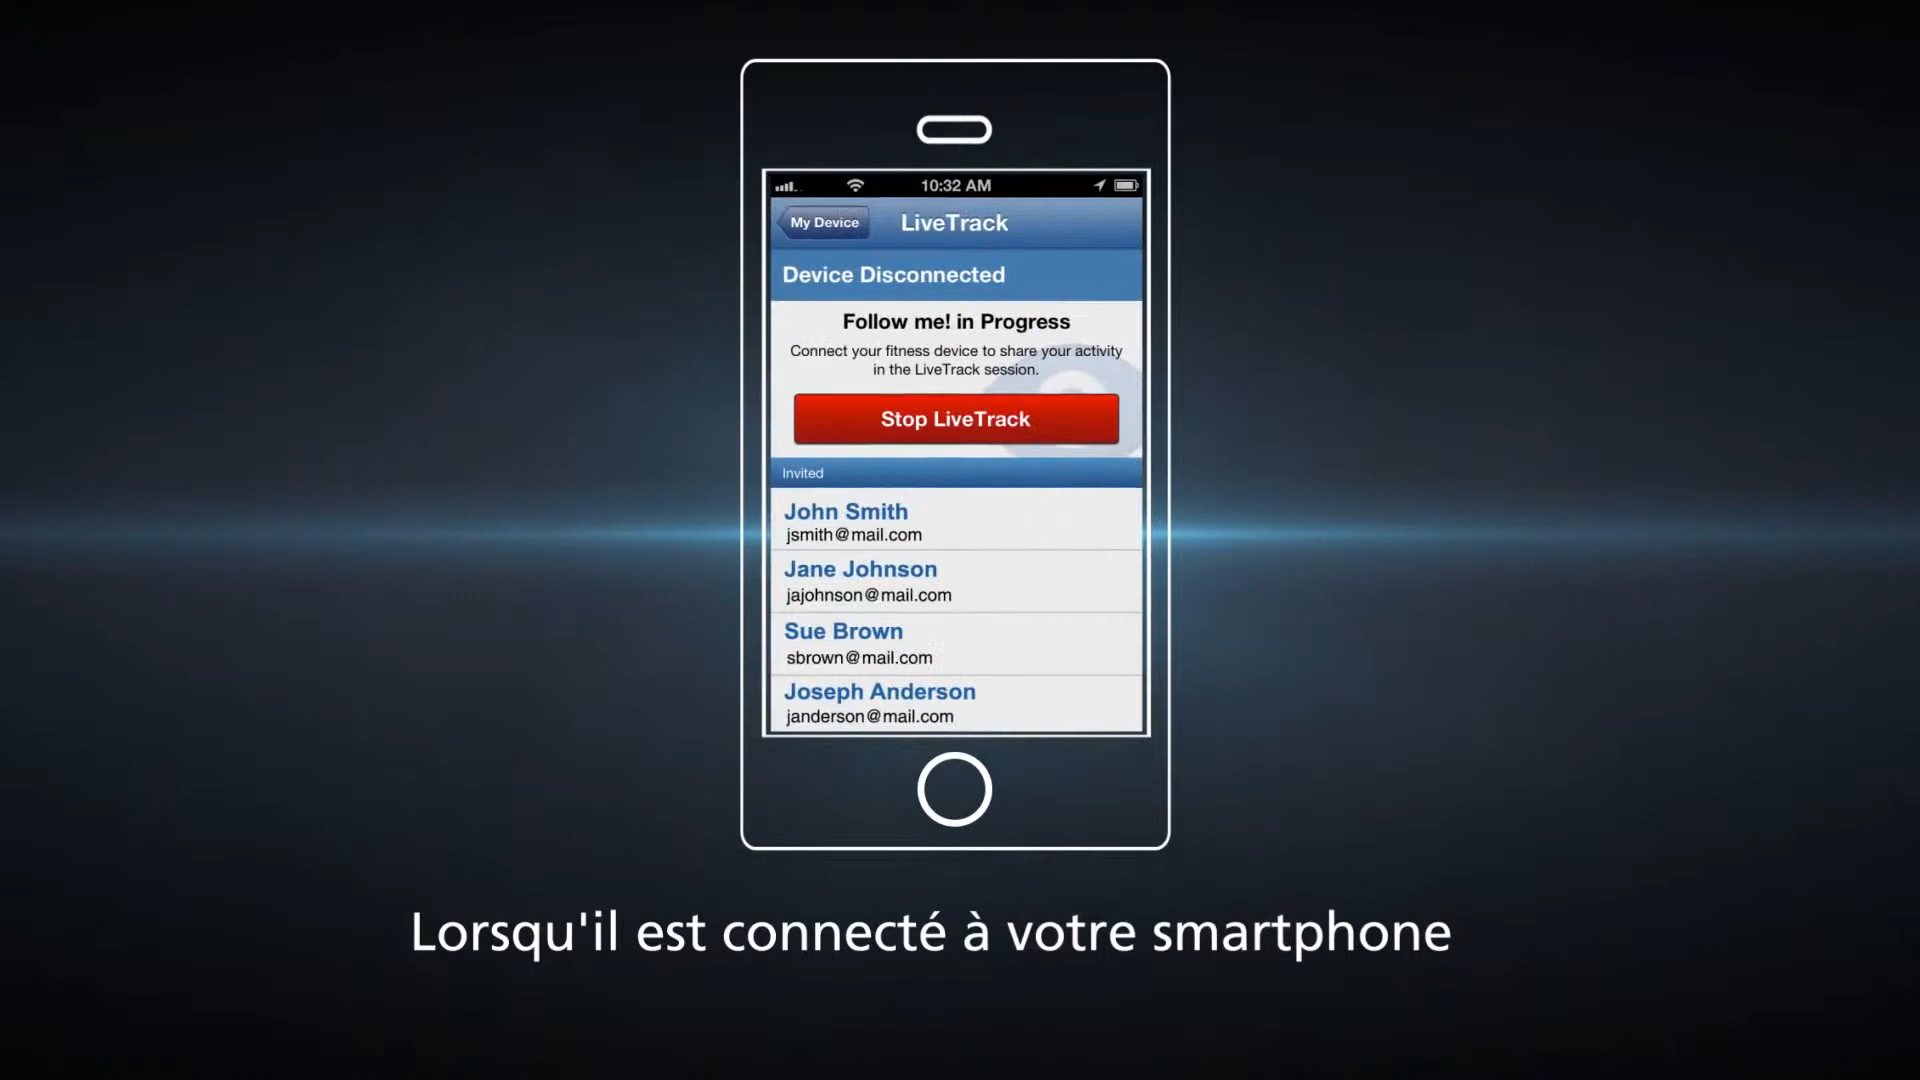 10:32 AM
My Device
LiveTrack
Device Disconnected
Follow me! in Progress
Connect your fitness device to share your activity
in the LiveTrack session.
Stop LiveTrack
Invited
John Smith
jsmith@mail.com
Jane Johnson
jajohnson@mail.com
Sue Brown
sbrown@mail.com
Joseph Anderson
janderson@mail.com
Lorsqu'il est connecté à votre smartphone